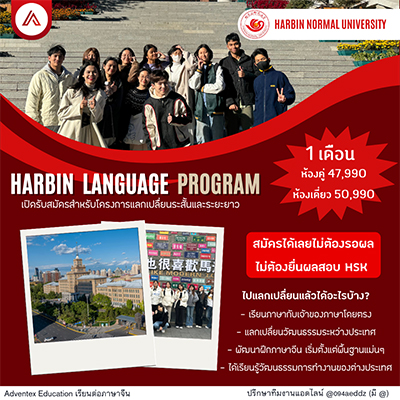 HARBIN NORMAL UNIVERSITY
HARBIN LANGUAGE PROGRAM
เปิดรับสมัครสำหรับโครงการแลกเปลี่ยนระสั้นและระยะยาว
1 เดือน
ห้องคู่ 47,990
ห้องเดี่ยว 50,990
สมัครได้เลยไม่ต้องรอผล
ไม่ต้องยื่นผลสอบ HSK
ไปแลกเปลี่ยนแล้วได้อะไรบ้าง?
- เรียนภาษากับเจ้าของภาษาโดยตรง
- แลกเปลี่ยนวัฒนธรรมระหว่างประเทศ
- พัฒนาฝึกภาษาจีน เริ่มตั้งแต่พื้นฐานแม่นๆ
- ได้เรียนรู้วัฒนธรรมการทำงานของต่างประเทศ
也很喜歡馬
Adventex Education เรียนต่อภาษาจีน
ปรึกษาทีมงานแอดไลน์ @094aeddz (มี @)